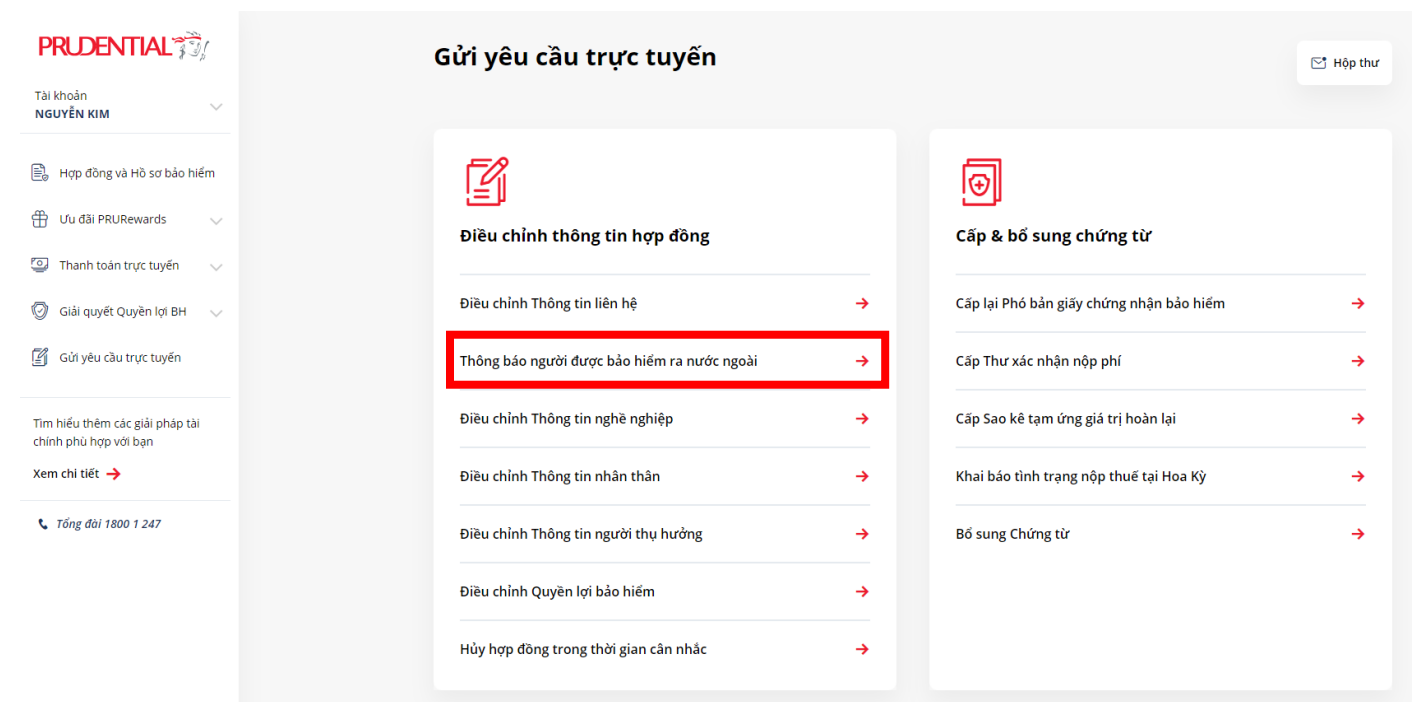 PRUDENTIAL
Tài khoản
NGUYỄN KIM
Hợp đồng và Hồ sơ bảo hiểm
Ưu đãi PRURewards
Thanh toán trực tuyến
Giải quyết Quyền lợi BH
Gửi yêu cầu trực tuyến
Tìm hiểu thêm các giải pháp tài
chính phù hợp với bạn
Xem chi tiết
Tổng đài 1800 1 247
Gửi yêu cầu trực tuyến
Hộp thư
Điều chỉnh thông tin hợp đồng
Điều chỉnh Thông tin liên hệ
Thông báo người được bảo hiểm ra nước ngoài
Điều chỉnh Thông tin nghề nghiệp
Điều chỉnh Thông tin nhân thân
Điều chỉnh Thông tin người thụ hưởng
Điều chỉnh Quyền lợi bảo hiểm
Hủy hợp đồng trong thời gian cân nhắc
Cấp & bổ sung chứng từ
Cấp lại Phó bản giấy chứng nhận bảo hiểm
Cấp Thư xác nhận nộp phí
Cấp Sao kê tạm ứng giá trị hoàn lại
Khai báo tình trạng nộp thuế tại Hoa Kỳ
Bổ sung Chứng từ